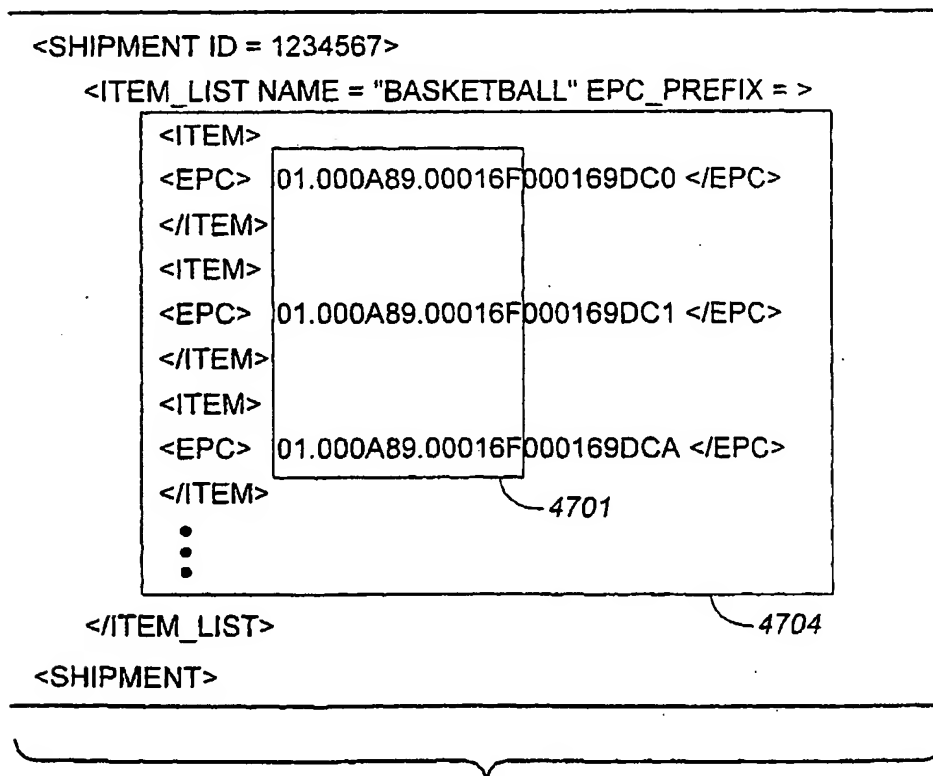 <SHIPMENT ID = 1234567>
<ITEM_LIST NAME = "BASKETBALL" EPC_PREFIX = >
<ITEM>
<EPC> 01.000A89.00016F000169DC0 </EPC>
</ITEM>
<ITEM>
<EPC> 01.000A89.00016F000169DC1 </EPC>
</ITEM>
<ITEM>
<EPC> 01.000A89.00016F000169DCA </EPC>
</ITEM>
4701
</ITEM_LIST>
4704
<SHIPMENT>